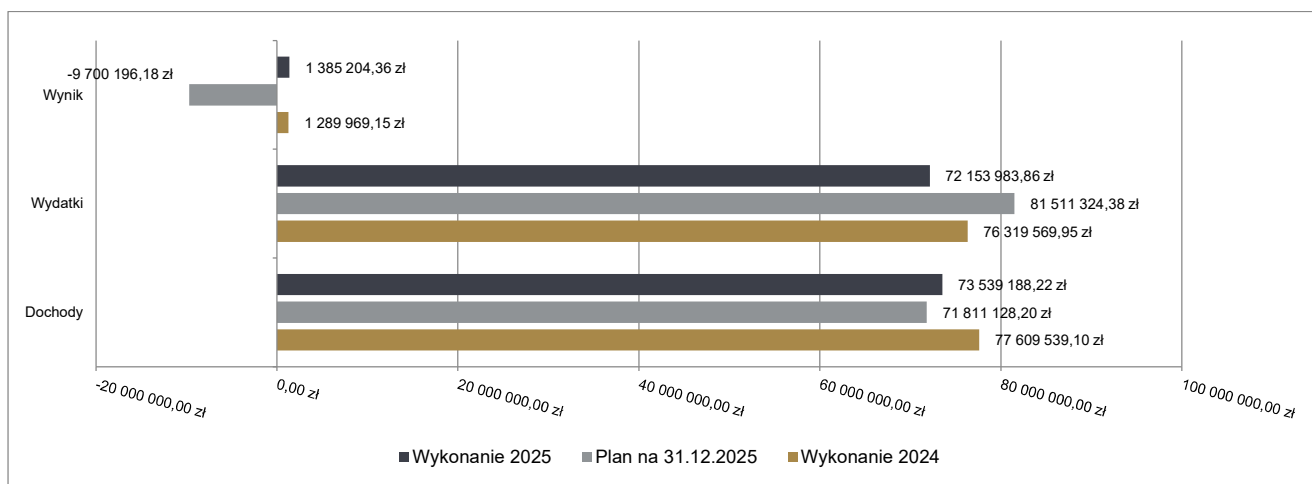 1 385 204,36 zł
-9 700 196,18 zł
Wynik
1 289 969,15 zł
72 153 983,86 zł
Wydatki
81 511 324,38 zł
76 319 569,95 zł
73 539 188,22 zł
Dochody
71 811 128,20 zł
77 609 539,10 zł
-20 000 000,00 zł
0,00 zł
20 000 000,00 zł
40 000 000,00 zł
60 000 000,00 zł
80 000 000,00 zł
100 000 000,00 zł
Wykonanie 2025 Plan na 31.12.2025 Wykonanie 2024